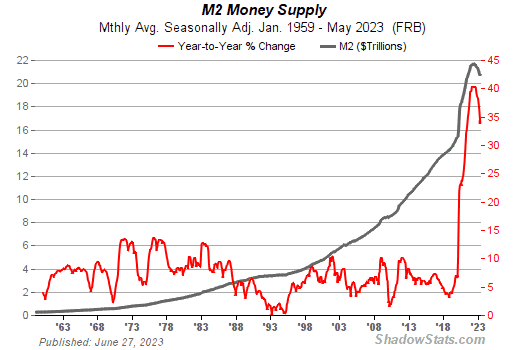 M2 Money Supply
Mthly Avg. Seasonally Adj. Jan. 1959 - May 2023 (FRB)
Year-to-Year % Change M2 ($Trillions)
22 45
20 40
18 35
16 30
14 25
12 20
10 15
8 10
6 5
4 0
2
0
'63 '68 '73 '78 '83 '88 '93 '98 '03 '08 '13 '18 '23
Published: June 27, 2023
ShadowStats.com